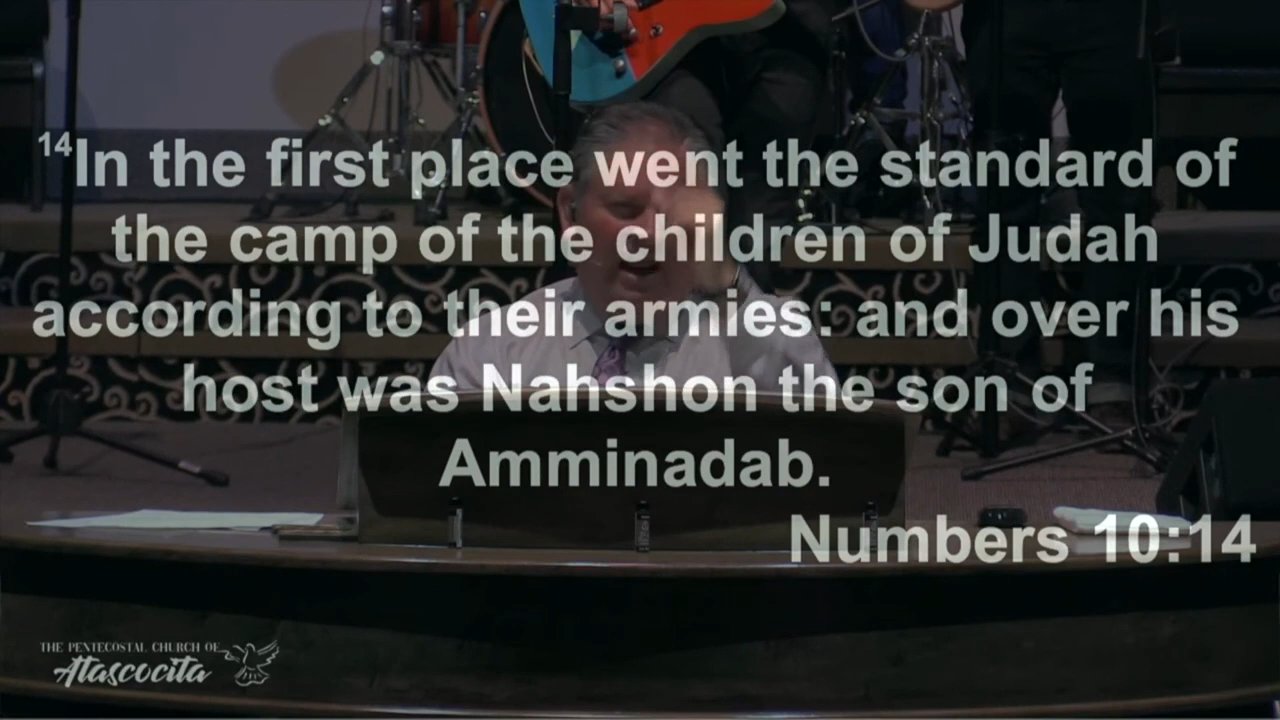 14In the first place went the standard of
the camp of the children of Judah
according to their armies: and over his
host was Nahshon the son of
Amminadab.
Numbers 10:14
THE PENTECOSTAL CHURCH OF
Atascocita